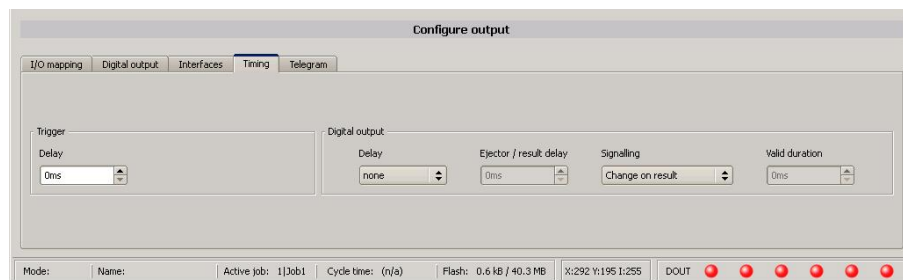 Configure output
I/O mapping Digital output Interfaces Timing Telegram
Trigger Digital output
Delay Delay Ejector / result delay Signalling Valid duration
0ms none 0ms Change on result 0ms
Mode: Name: Active job: 1|Job1 Cycle time: (n/a) Flash: 0.6 kB / 40.3 MB X:292 Y:195 I:255 DOUT